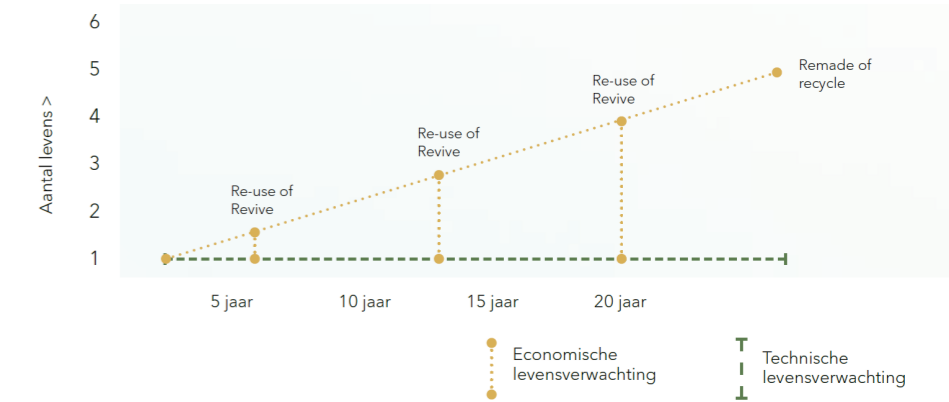 6
5
4
3
2
1
Aantal levens >
Re-use of
Revive
Re-use of
Revive
Re-use of
Revive
Remade of
recycle
5 jaar
10 jaar
15 jaar
20 jaar
Economische
levensverwachting
Technische
levensverwachting